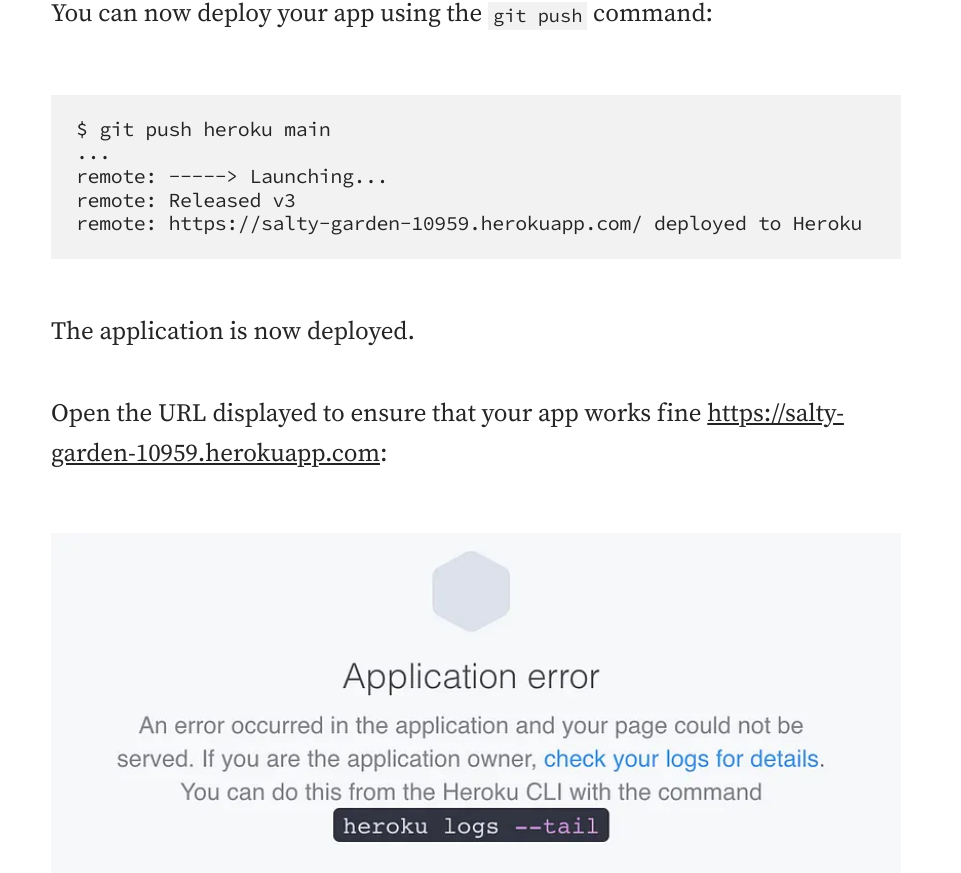 You can now deploy your app using the git push command:
$ git push heroku main
...
remote: -----> Launching...
remote: Released v3
remote: https://salty-garden-10959.herokuapp.com/ deployed to Heroku
The application is now deployed.
Open the URL displayed to ensure that your app works fine https://salty-
garden-10959.herokuapp.com:
Application error
An error occurred in the application and your page could not be
served. If you are the application owner, check your logs for details.
You can do this from the Heroku CLI with the command
heroku logs --tail